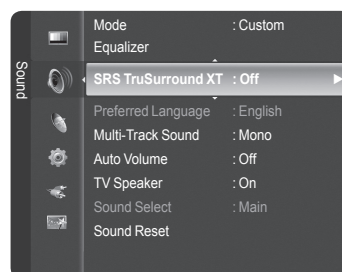 Sound
Mode : Custom
Equalizer
SRS TruSurround XT : Off
Preferred Language : English
Multi-Track Sound : Mono
Auto Volume : Off
TV Speaker : On
Sound Select : Main
Sound Reset